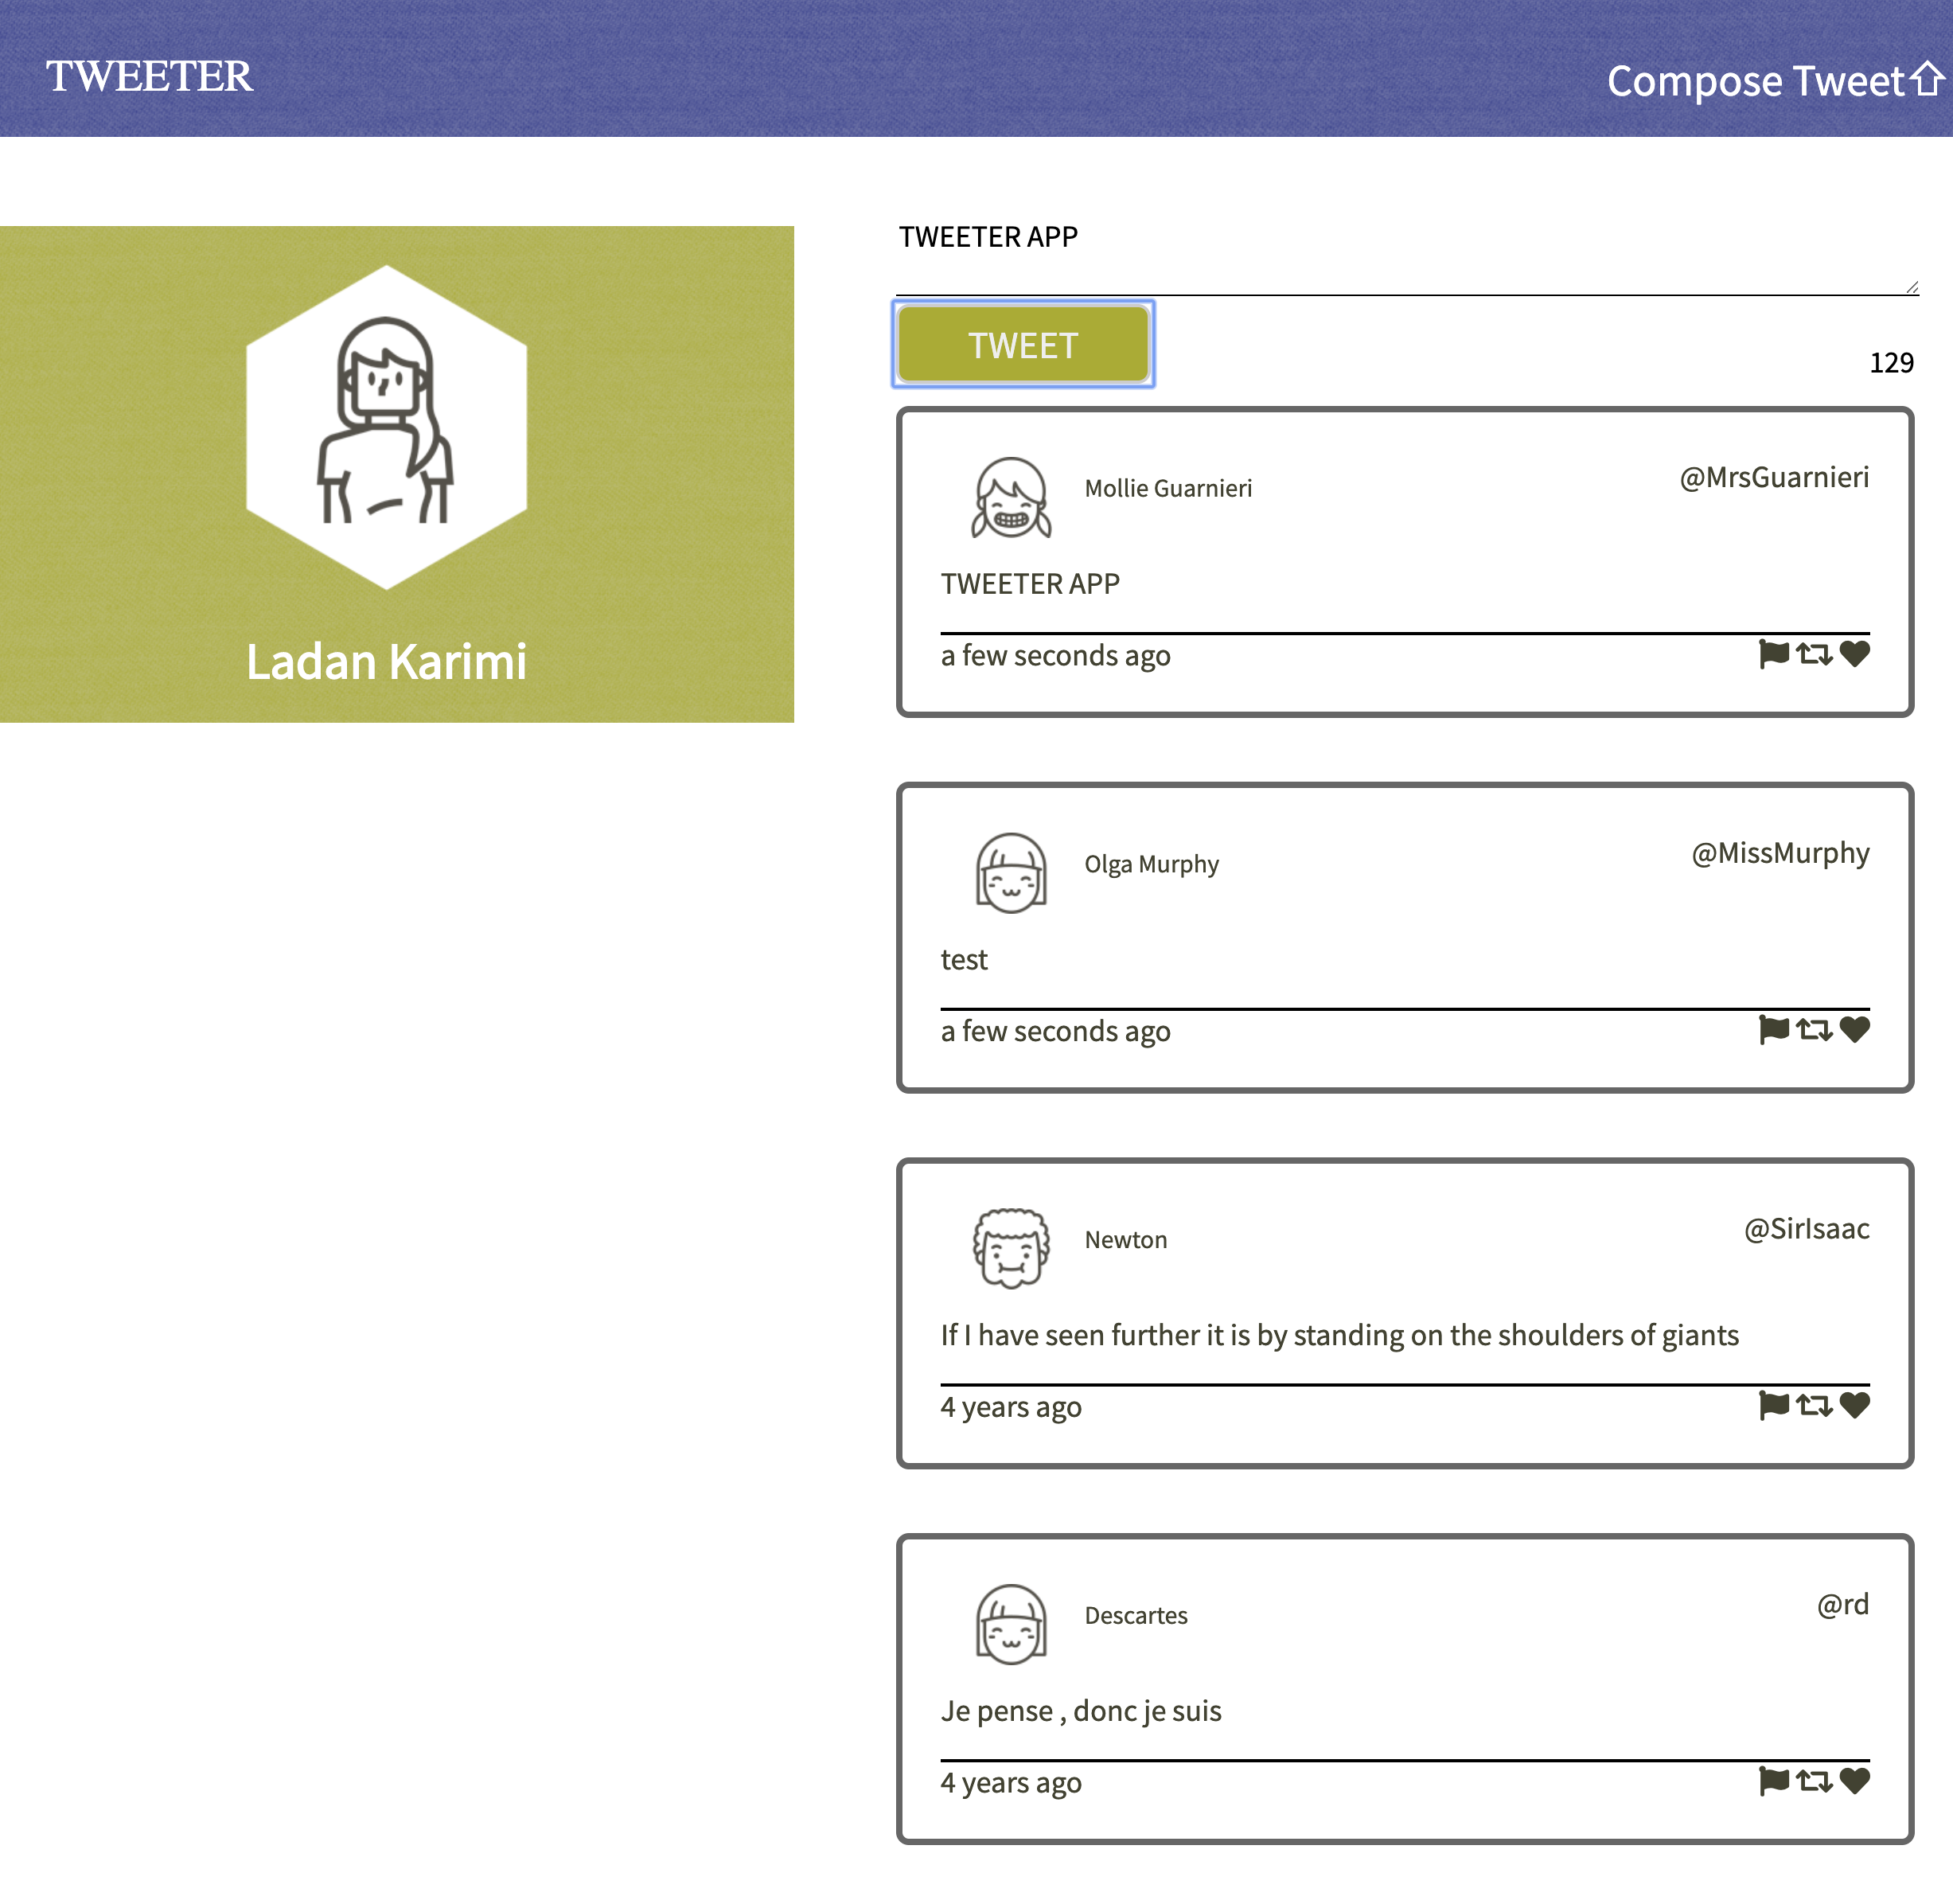 TWEETER
Compose Tweet
Ladan Karimi
TWEETER APP
TWEET
129
Mollie Guarnieri
@MrsGuarnieri
TWEETER APP
a few seconds ago
Olga Murphy
@MissMurphy
test
a few seconds ago
Newton
@SirIsaac
If I have seen further it is by standing on the shoulders of giants
4 years ago
Descartes
@rd
Je pense , donc je suis
4 years ago